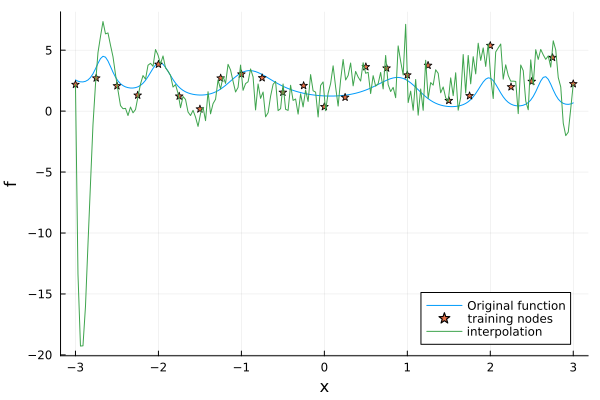 f
5
0
−5
−10
−15
−20
Original function
training nodes
interpolation
−3 −2 −1 0 1 2 3
x